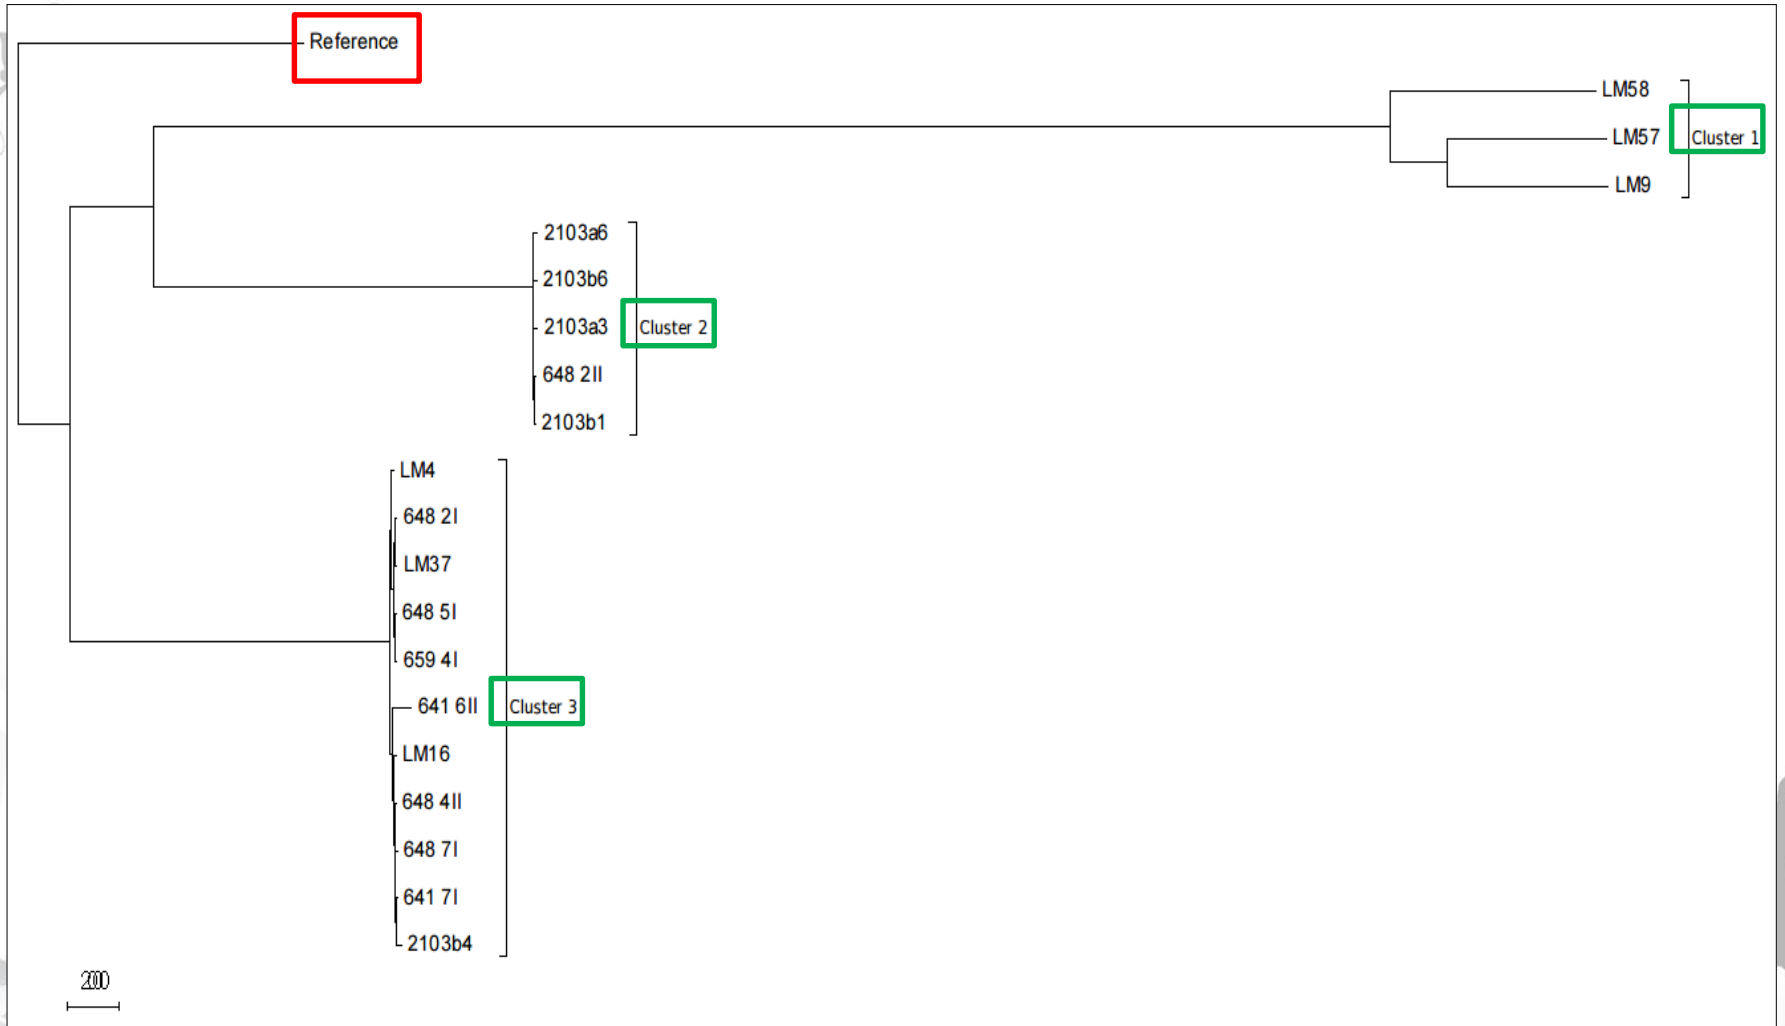 Reference
LM58
LM57
Cluster 1
LM9
2103a6
2103b6
2103a3
Cluster 2
648 2II
2103b1
LM4
648 2I
LM37
648 5I
659 4I
641 6II
Cluster 3
LM16
648 4II
648 7I
641 7I
2103b4
2000